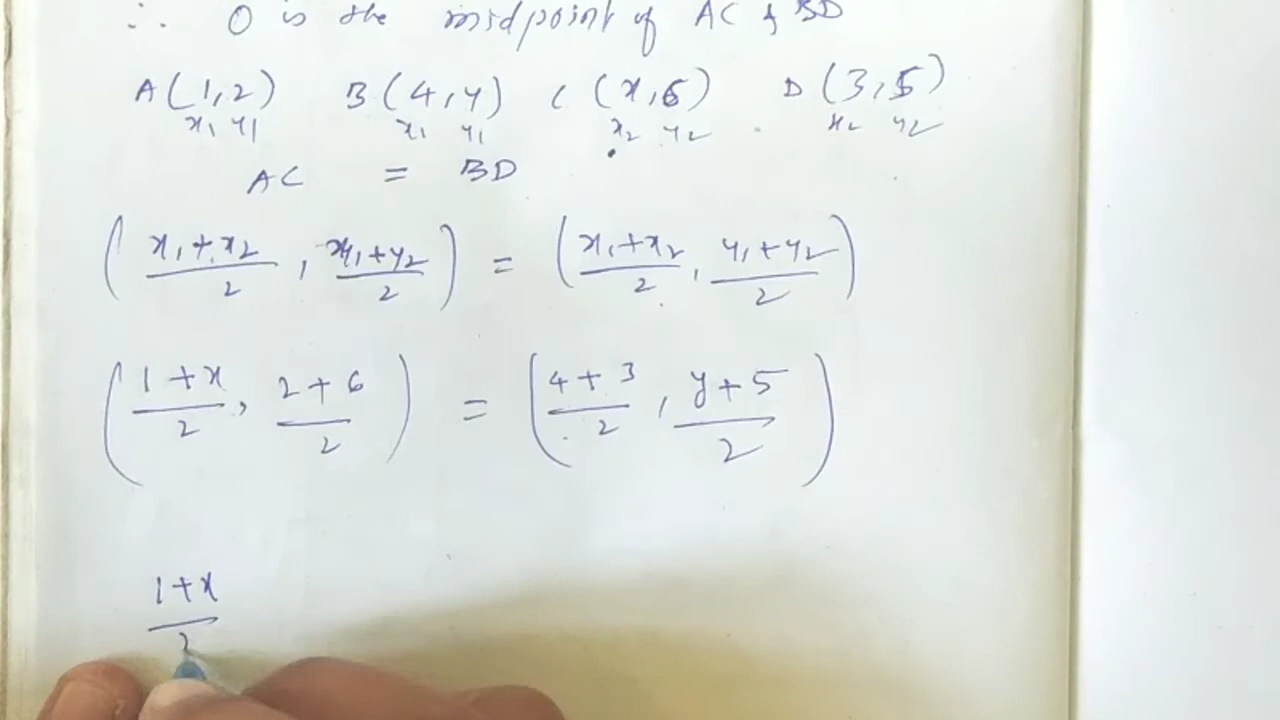 ∴ O is the midpoint of AC & BD
A(1,2) B(4,y) C(x,6) D(3,5)
x₁ y₁ x₁ y₁ x₂ y₂ x₂ y₂
AC = BD
(x₁+x₂/2, y₁+y₂/2) = (x₁+x₂/2, y₁+y₂/2)
(1+x/2, 2+6/2) = (4+3/2, y+5/2)
1+x/2